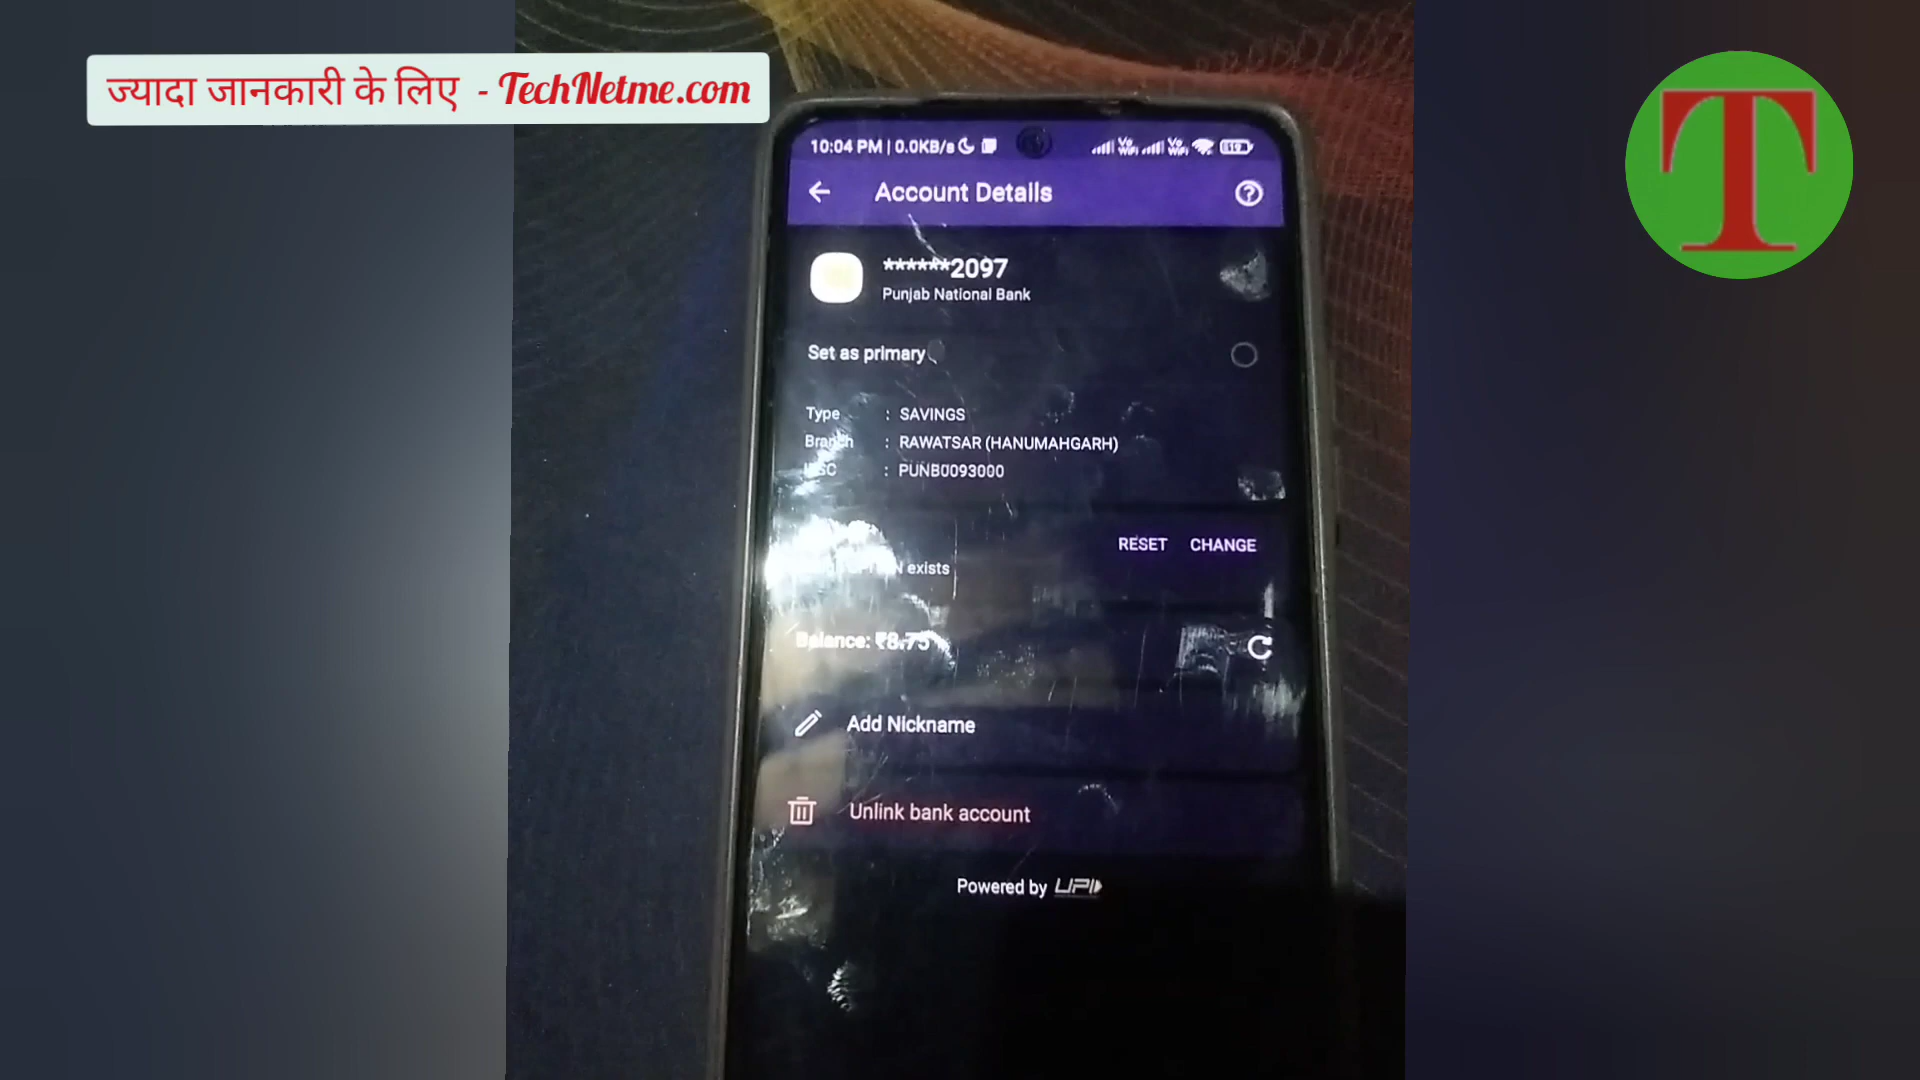 ज्यादा जानकारी के लिए - TechNetme.com
T
10:04 PM | 0.0KB/s
Account Details
******2097
Punjab National Bank
Set as primary
Type : SAVINGS
Branch : RAWATSAR (HANUMAHGARH)
: PUNB0093000
RESET CHANGE
exists
Balance: ₹8.75
Add Nickname
Unlink bank account
Powered by UPI